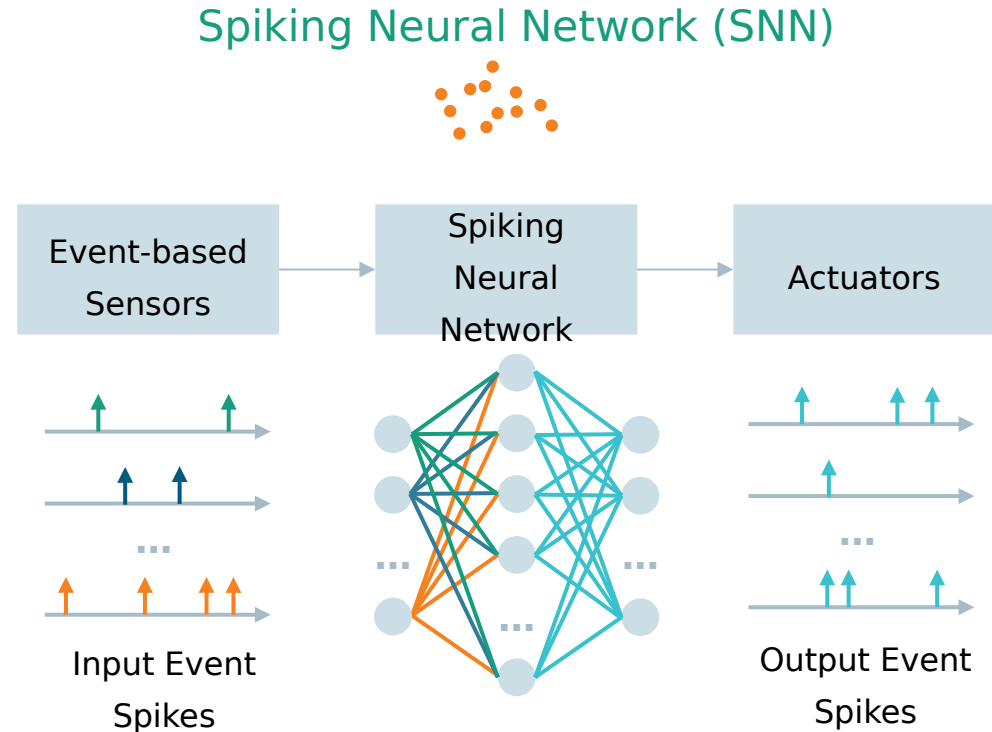 Spiking Neural Network (SNN)
Event-based
Sensors
Spiking
Neural
Network
Actuators
Input Event
Spikes
Output Event
Spikes